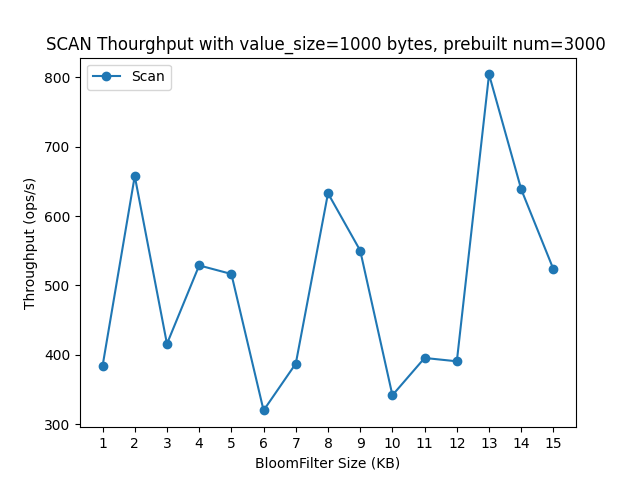 SCAN Thourghput with value_size=1000 bytes, prebuilt num=3000
Scan
Throughput (ops/s)
800
700
600
500
400
300
1 2 3 4 5 6 7 8 9 10 11 12 13 14 15
BloomFilter Size (KB)